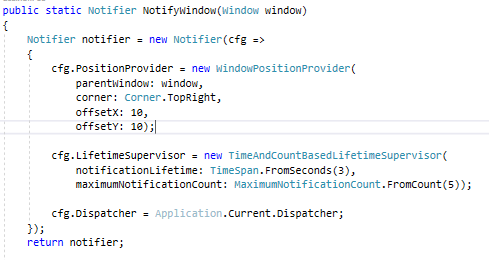 public static Notifier NotifyWindow(Window window)
{
Notifier notifier = new Notifier(cfg =>
{
cfg.PositionProvider = new WindowPositionProvider(
parentWindow: window,
corner: Corner.TopRight,
offsetX: 10,
offsetY: 10);
cfg.LifetimeSupervisor = new TimeAndCountBasedLifetimeSupervisor(
notificationLifetime: TimeSpan.FromSeconds(3),
maximumNotificationCount: MaximumNotificationCount.FromCount(5));
cfg.Dispatcher = Application.Current.Dispatcher;
});
return notifier;